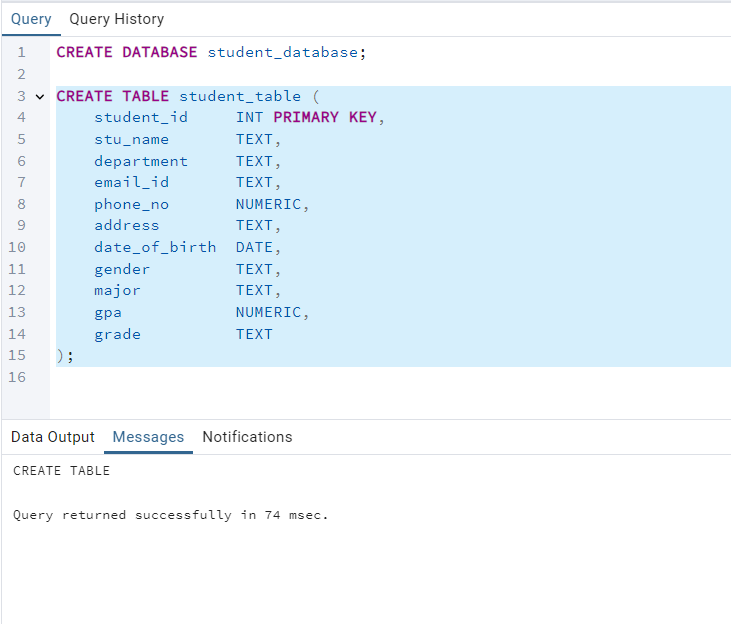 Query Query History
1 CREATE DATABASE student_database;
2
3 CREATE TABLE student_table (
4 student_id INT PRIMARY KEY,
5 stu_name TEXT,
6 department TEXT,
7 email_id TEXT,
8 phone_no NUMERIC,
9 address TEXT,
10 date_of_birth DATE,
11 gender TEXT,
12 major TEXT,
13 gpa NUMERIC,
14 grade TEXT
15 );
16
Data Output Messages Notifications
CREATE TABLE
Query returned successfully in 74 msec.